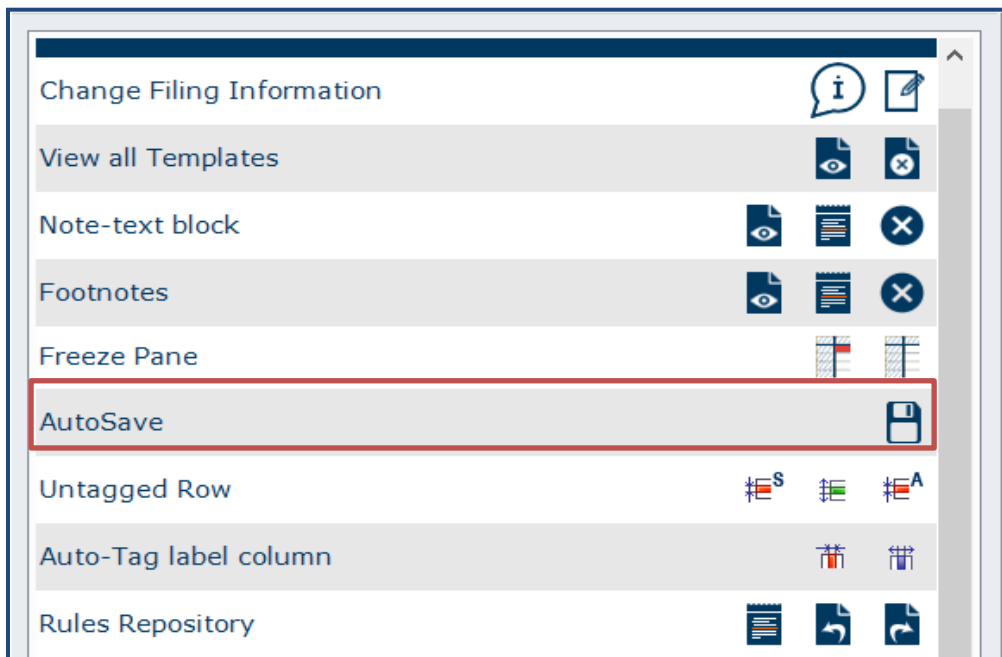 Change Filing Information i
View all Templates
Note-text block
Footnotes
Freeze Pane
AutoSave
Untagged Row S A
Auto-Tag label column
Rules Repository